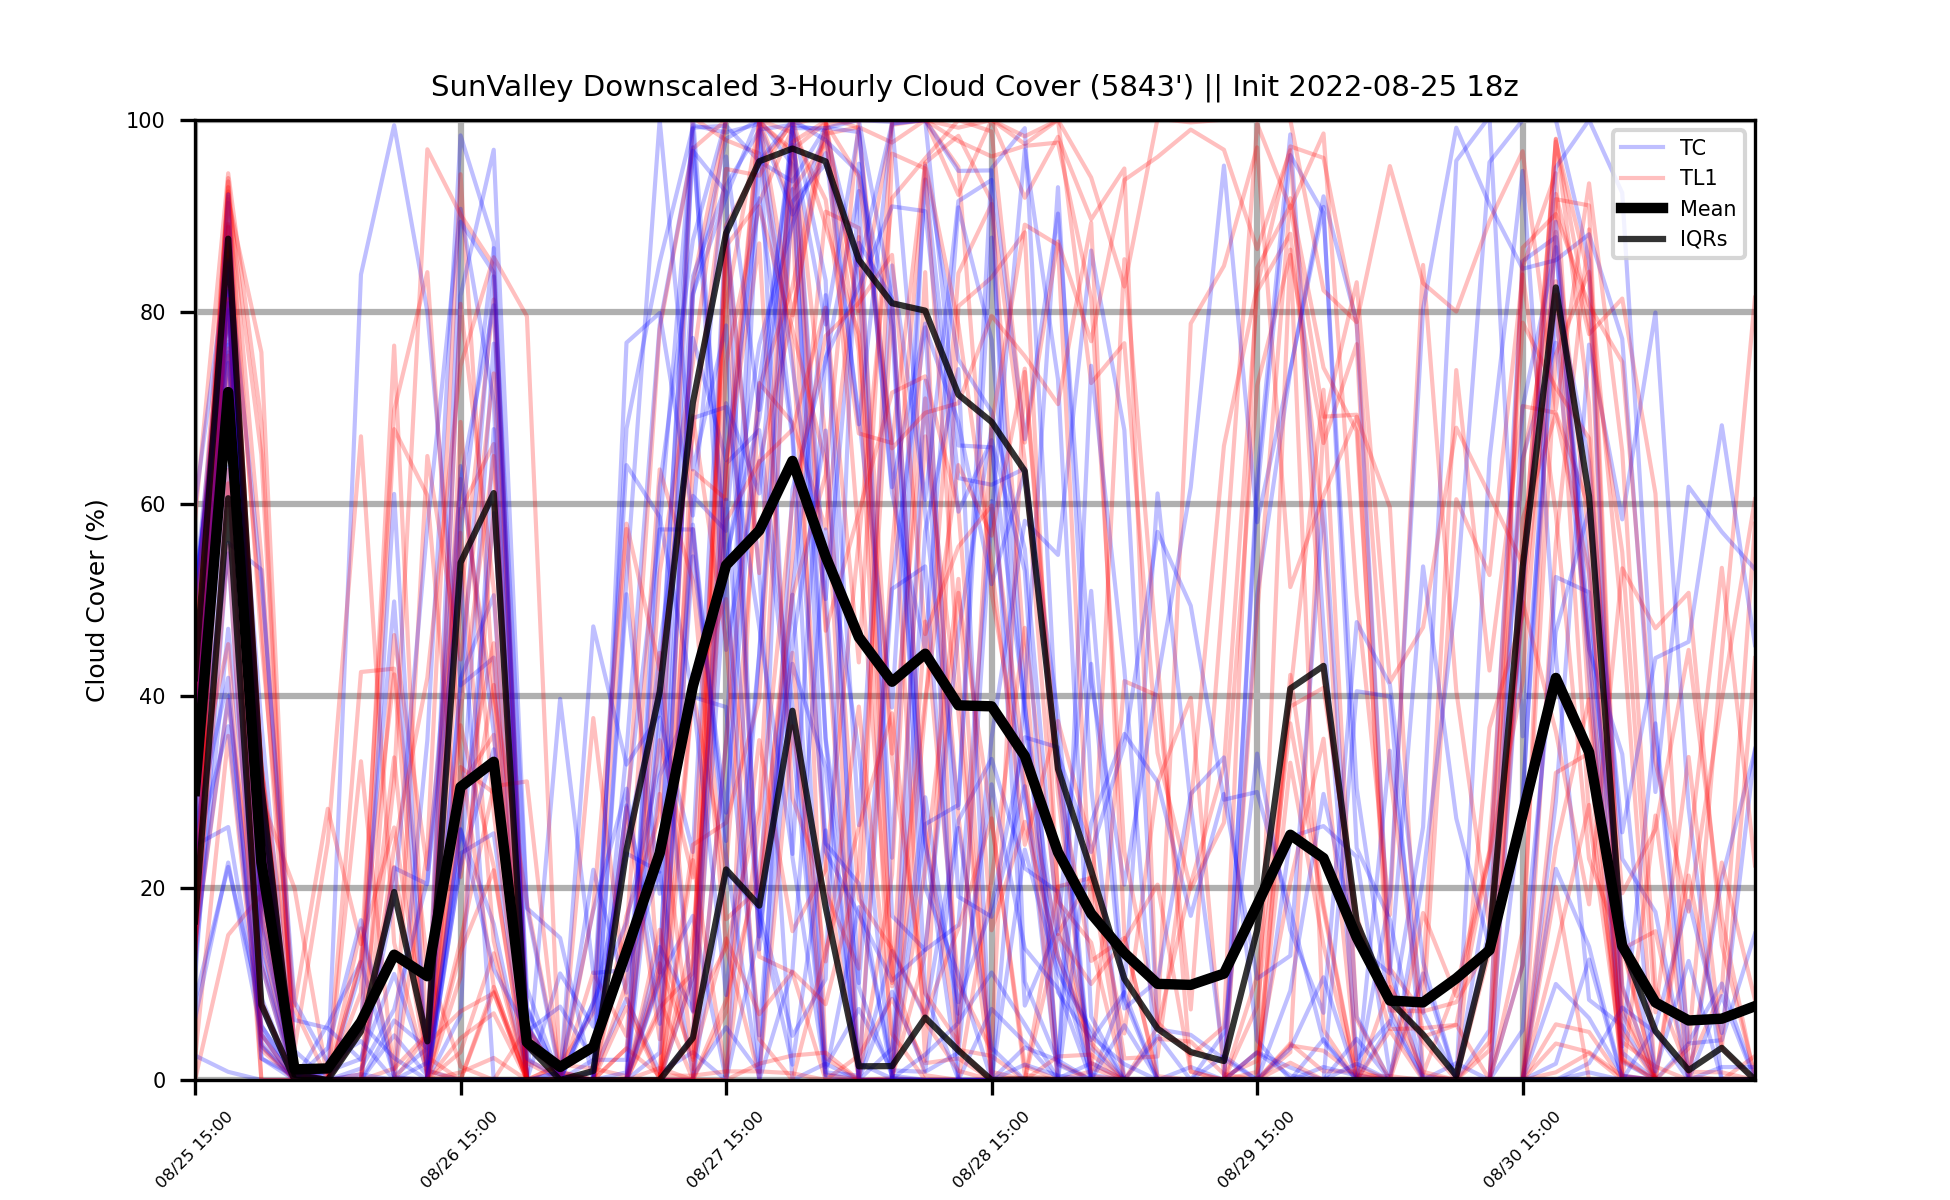 SunValley Downscaled 3-Hourly Cloud Cover (5843') || Init 2022-08-25 18z
Cloud Cover (%)
100
80
60
40
20
0
TC
TL1
Mean
IQRs
08/25 15:00
08/26 15:00
08/27 15:00
08/28 15:00
08/29 15:00
08/30 15:00